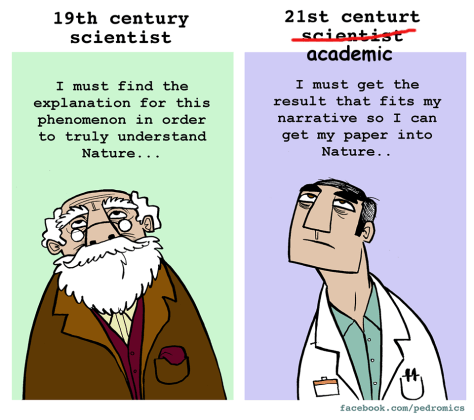 19th century
scientist
I must find the
explanation for this
phenomenon in order
to truly understand
Nature...
21st centurt
scientist
academic
I must get the
result that fits my
narrative so I can
get my paper into
Nature..
facebook.com/pedromics